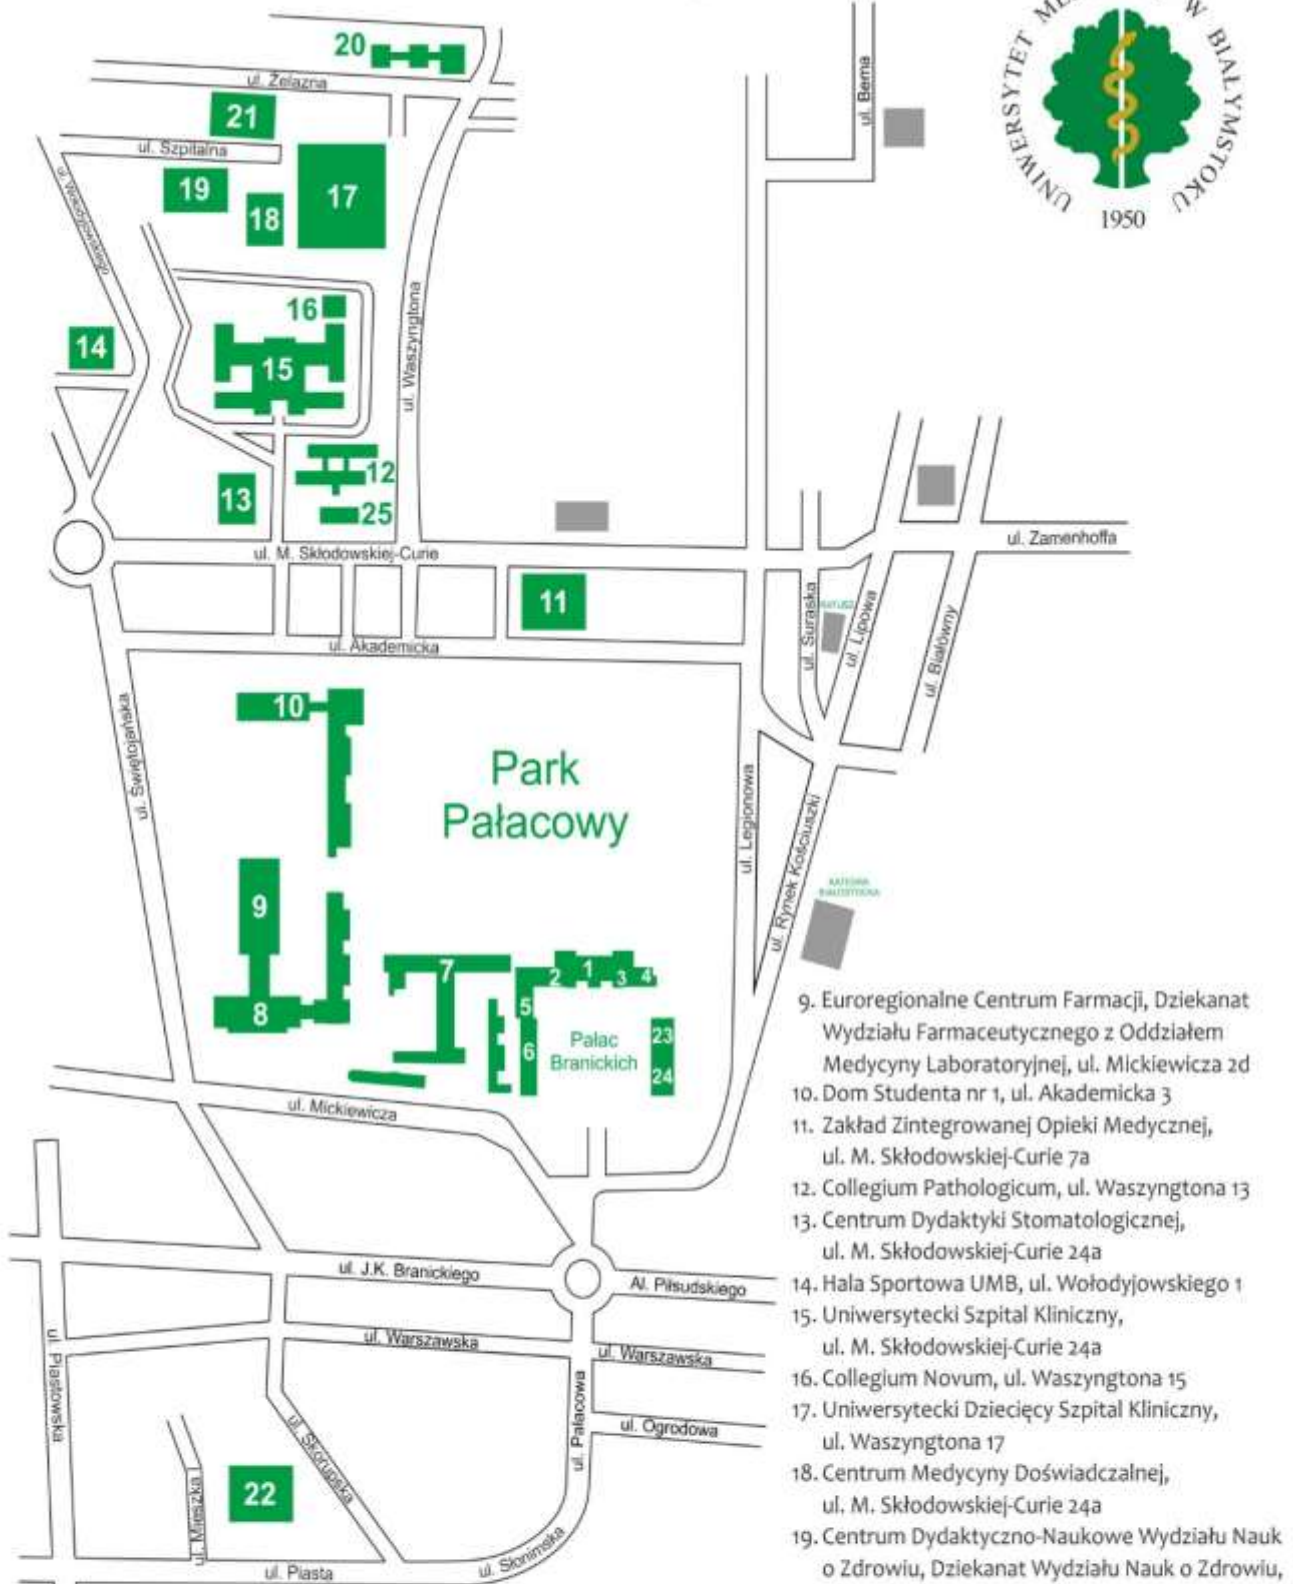 UNIWERSYTET
W BIAŁYMSTOKU
1950
20
ul. Żelazna
21
ul. Szpitalna
19
18
17
ul. Wołodyjowskiego
ul. Bema
16
14
15
ul. Waszyngtona
12
13
25
ul. M. Skłodowskiej-Curie
ul. Zamenhoffa
11
ul. Suraska
RATUSZ
ul. Lipowa
ul. Białówny
ul. Akademicka
10
ul. Świętojańska
Park
Pałacowy
ul. Legionowa
ul. Rynek Kościuszki
KATEDRA
BIAŁOSTOCKA
9
7
2
1
3
4
8
5
6
Pałac
Branickich
23
24
ul. Mickiewicza
9. Euroregionalne Centrum Farmacji, Dziekanat
Wydziału Farmaceutycznego z Oddziałem
Medycyny Laboratoryjnej, ul. Mickiewicza 2d
10. Dom Studenta nr 1, ul. Akademicka 3
11. Zakład Zintegrowanej Opieki Medycznej,
ul. M. Skłodowskiej-Curie 7a
12. Collegium Pathologicum, ul. Waszyngtona 13
13. Centrum Dydaktyki Stomatologicznej,
ul. M. Skłodowskiej-Curie 24a
14. Hala Sportowa UMB, ul. Wołodyjowskiego 1
15. Uniwersytecki Szpital Kliniczny,
ul. M. Skłodowskiej-Curie 24a
16. Collegium Novum, ul. Waszyngtona 15
17. Uniwersytecki Dziecięcy Szpital Kliniczny,
ul. Waszyngtona 17
18. Centrum Medycyny Doświadczalnej,
ul. M. Skłodowskiej-Curie 24a
19. Centrum Dydaktyczno-Naukowe Wydziału Nauk
o Zdrowiu, Dziekanat Wydziału Nauk o Zdrowiu,
ul. J.K. Branickiego
Al. Piłsudskiego
ul. Warszawska
ul. Warszawska
ul. Piastowska
ul. Pałacowa
ul. Ogrodowa
ul. Skorupska
22
ul. Mieszka
ul. Piasta
ul. Słonimska